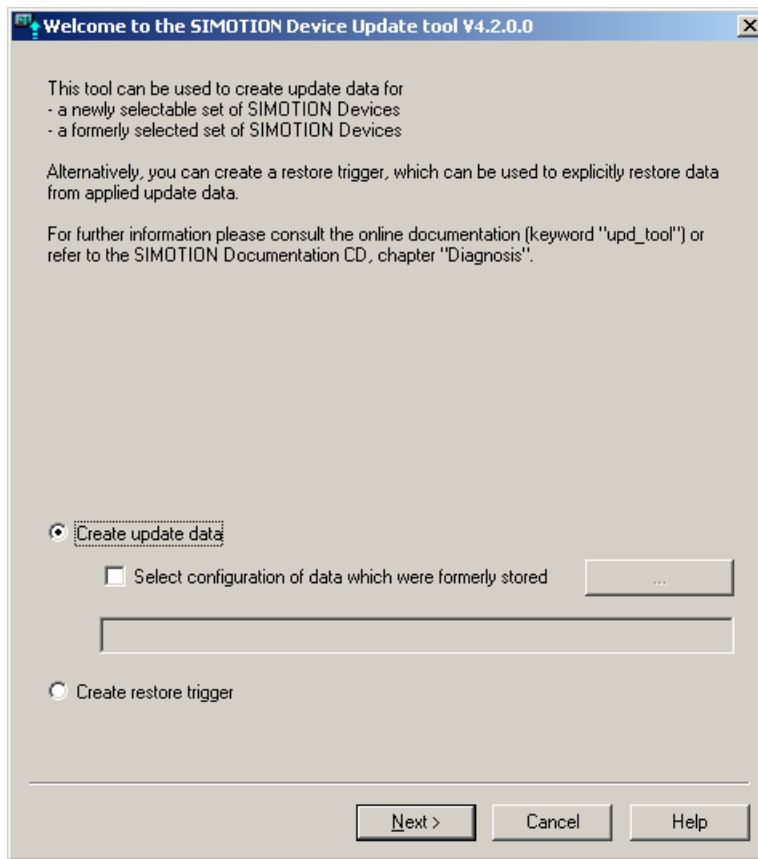 Welcome to the SIMOTION Device Update tool V4.2.0.0
This tool can be used to create update data for
- a newly selectable set of SIMOTION Devices
- a formerly selected set of SIMOTION Devices
Alternatively, you can create a restore trigger, which can be used to explicitly restore data
from applied update data.
For further information please consult the online documentation (keyword "upd_tool") or
refer to the SIMOTION Documentation CD, chapter "Diagnosis".
Create update data
Select configuration of data which were formerly stored
...
Create restore trigger
Next >
Cancel
Help